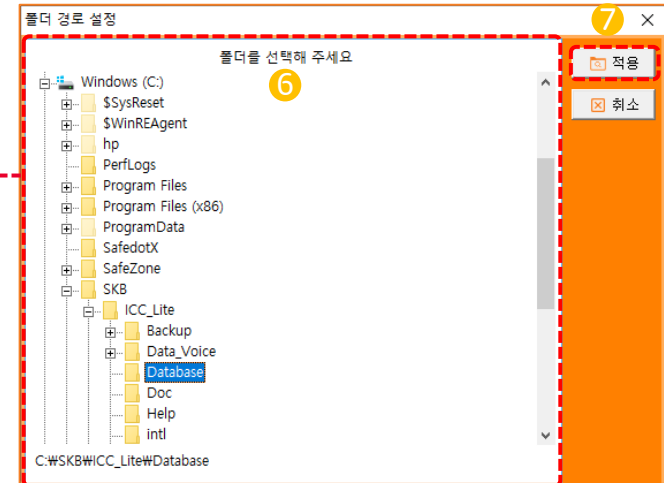 폴더 경로 설정
7
폴더를 선택해 주세요
적용
6
Windows (C:)
취소
$SysReset
$WinREAgent
hp
PerfLogs
Program Files
Program Files (x86)
ProgramData
SafedotX
SafeZone
SKB
ICC_Lite
Backup
Data_Voice
Database
Doc
Help
intl
C:₩SKB₩ICC_Lite₩Database